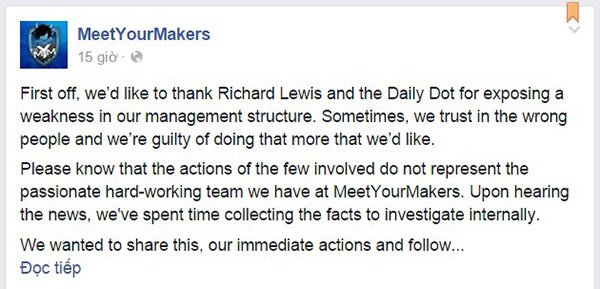 MeetYourMakers
15 giờ ·
First off, we'd like to thank Richard Lewis and the Daily Dot for exposing a
weakness in our management structure. Sometimes, we trust in the wrong
people and we're guilty of doing that more that we'd like.
Please know that the actions of the few involved do not represent the
passionate hard-working team we have at MeetYourMakers. Upon hearing
the news, we've spent time collecting the facts to investigate internally.
We wanted to share this, our immediate actions and follow...
Đọc tiếp